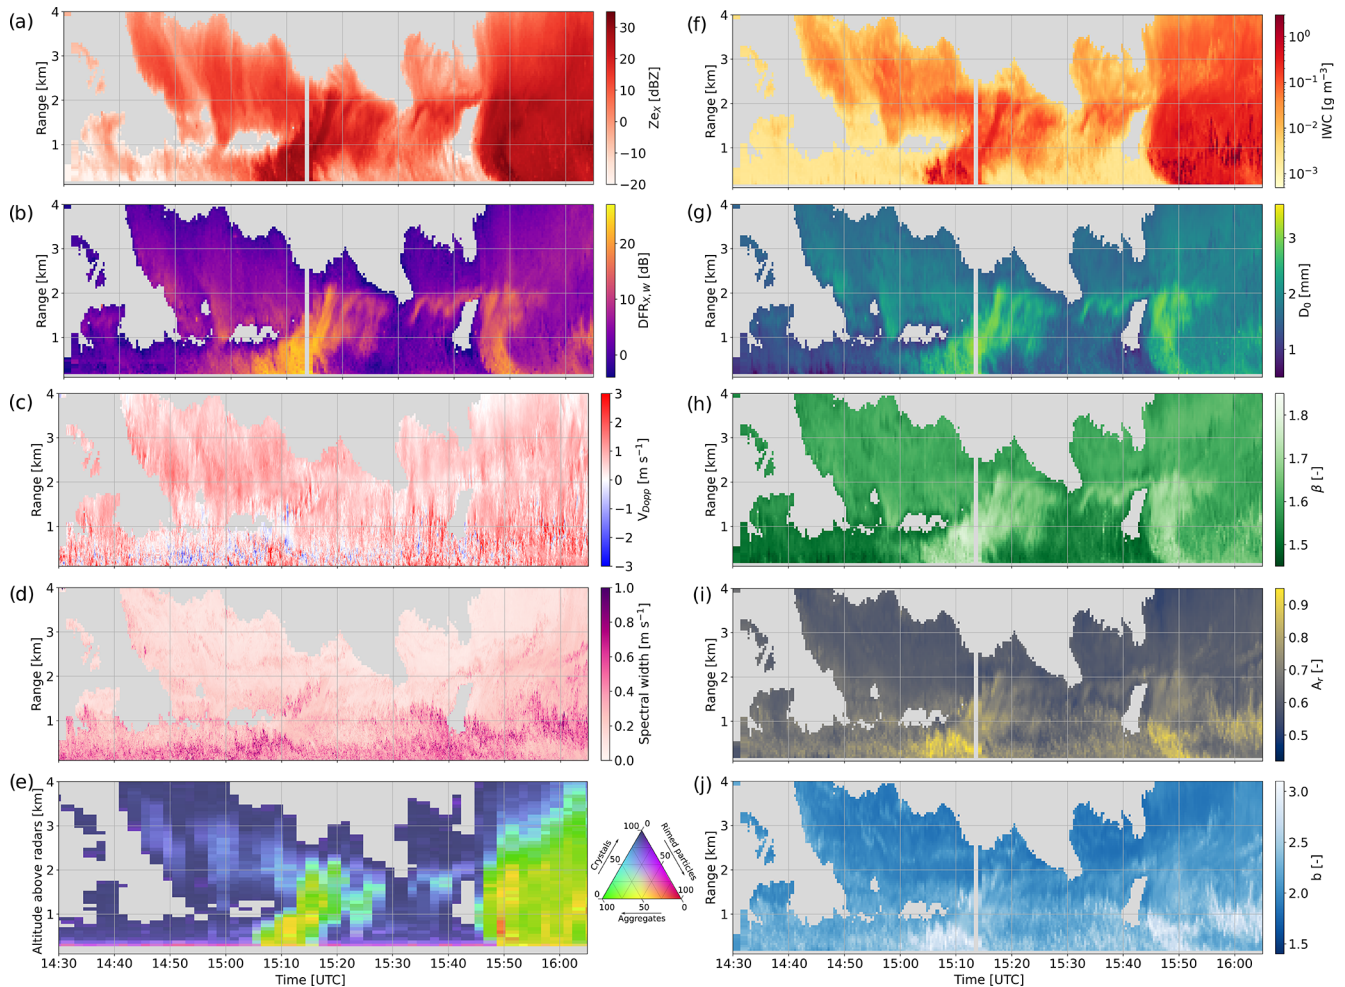 (a)
4
3
2
1
Range [km]
30
20
10
0
−10
−20
Ze_X [dBZ]
(f)
4
3
2
1
Range [km]
10⁰
10⁻¹
10⁻²
10⁻³
IWC [g m⁻³]
(b)
4
3
2
1
Range [km]
20
10
0
DFR_X, W [dB]
(g)
4
3
2
1
Range [km]
3
2
1
D₀ [mm]
(c)
4
3
2
1
Range [km]
3
2
1
0
−1
−2
−3
V_Dopp [m s⁻¹]
(h)
4
3
2
1
Range [km]
1.8
1.7
1.6
1.5
β [-]
(d)
4
3
2
1
Range [km]
1.0
0.8
0.6
0.4
0.2
0.0
Spectral width [m s⁻¹]
(i)
4
3
2
1
Range [km]
0.9
0.8
0.7
0.6
0.5
A_r [-]
(e)
4
3
2
1
Altitude above radars [km]
14:30 14:40 14:50 15:00 15:10 15:20 15:30 15:40 15:50 16:00
Time [UTC]
100 0
Crystals
50
0
Rimed particles
50
100
100 50 0
Aggregates
(j)
4
3
2
1
Range [km]
14:30 14:40 14:50 15:00 15:10 15:20 15:30 15:40 15:50 16:00
Time [UTC]
3.0
2.5
2.0
1.5
b [-]